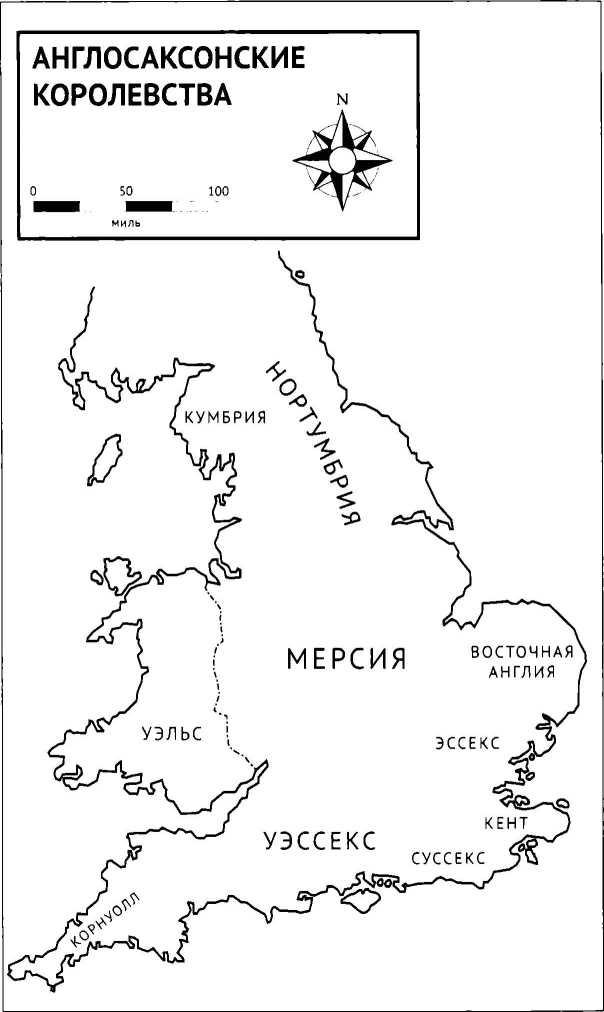 АНГЛОСАКСОНСКИЕ
КОРОЛЕВСТВА
N
0 50 100
МИЛЬ
НОРТУМБРИЯ
КУМБРИЯ
МЕРСИЯ
ВОСТОЧНАЯ
АНГЛИЯ
УЭЛЬС
ЭССЕКС
КЕНТ
УЭССЕКС
СУССЕКС
КОРНУОЛЛ